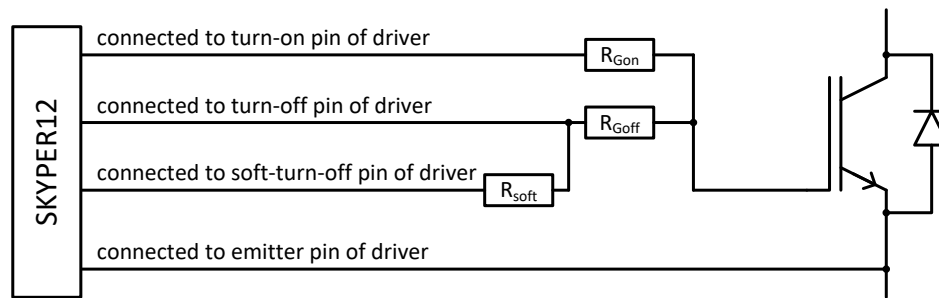 SKYPER12
connected to turn-on pin of driver
RGon
connected to turn-off pin of driver
RGoff
connected to soft-turn-off pin of driver
Rsoft
connected to emitter pin of driver